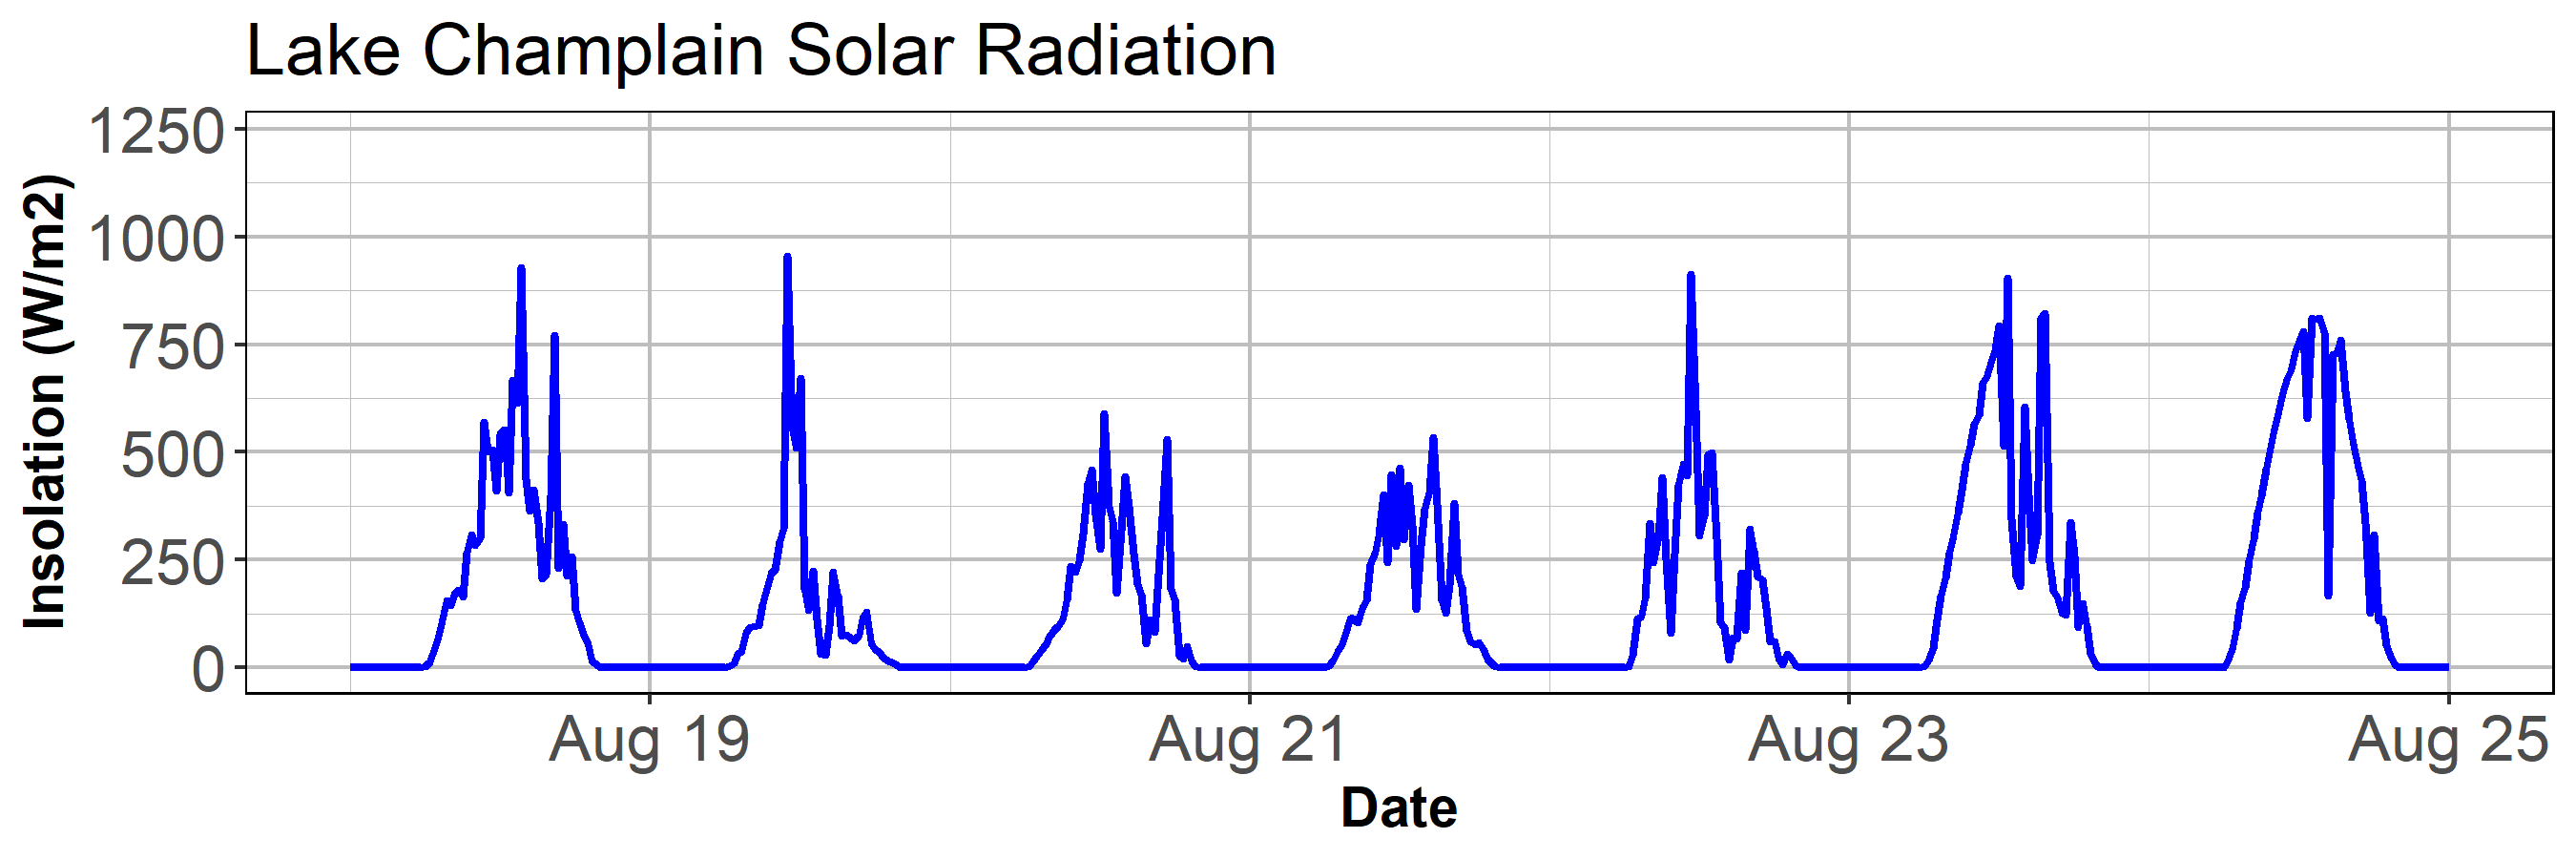 Lake Champlain Solar Radiation
Insolation (W/m2)
1250
1000
750
500
250
0
Aug 19 Aug 21 Aug 23 Aug 25
Date